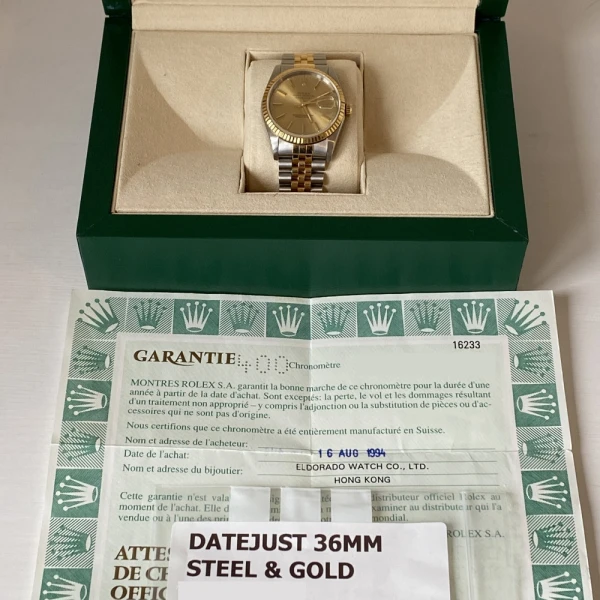 16233
GARANTIE 400 Chronomètre
MONTRES ROLEX S.A. garantit la bonne marche de ce chronomètre pour la durée d'une
année à partir de la date d'achat. Sont exceptés: la perte, le vol et les dommages résultant
d'un traitement non approprié – y compris l'adjonction ou la substitution de pièces ou d'ac-
cessoires qui ne sont pas d'origine.
Nous certifions que ce chronomètre a été entièrement manufacturé en Suisse.
Nom et adresse de l'acheteur:
Date de l'achat: 16 AUG 1994
Nom et adresse du bijoutier: ELDORADO WATCH CO., LTD.
HONG KONG
Cette garantie n'est vala distributeur officiel Rolex au
moment de l'achat. Elle d examiner au distributeur qui l'a
vendue ou à l'une des mondial.
ROLEX S.A.
ATTES
DE CE
OFFIC
DATEJUST 36MM
STEEL & GOLD